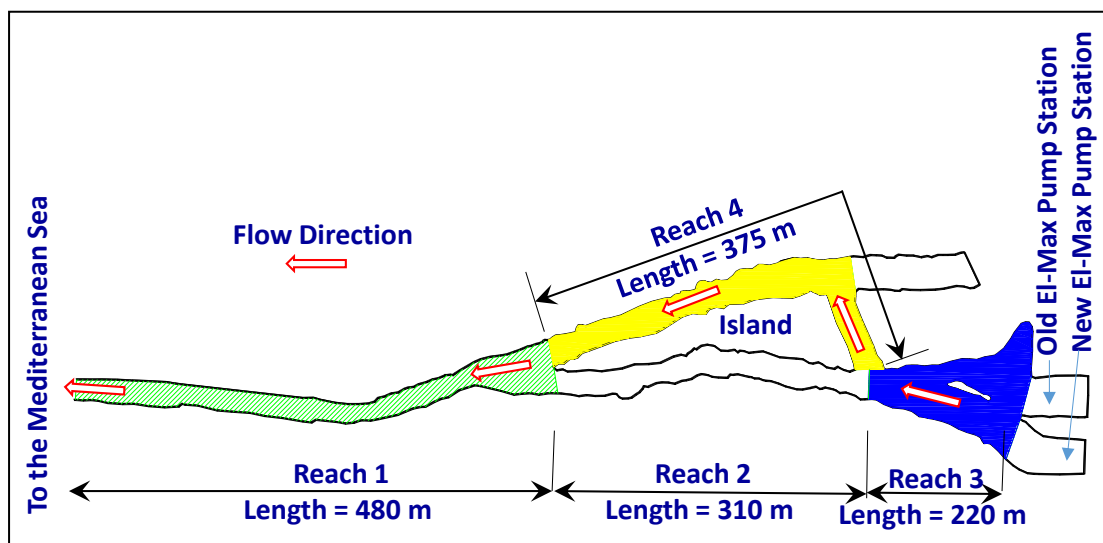 To the Mediterranean Sea
Flow Direction
Reach 4
Length = 375 m
Island
Old El-Max Pump Station
New El-Max Pump Station
Reach 1
Length = 480 m
Reach 2
Length = 310 m
Reach 3
Length = 220 m